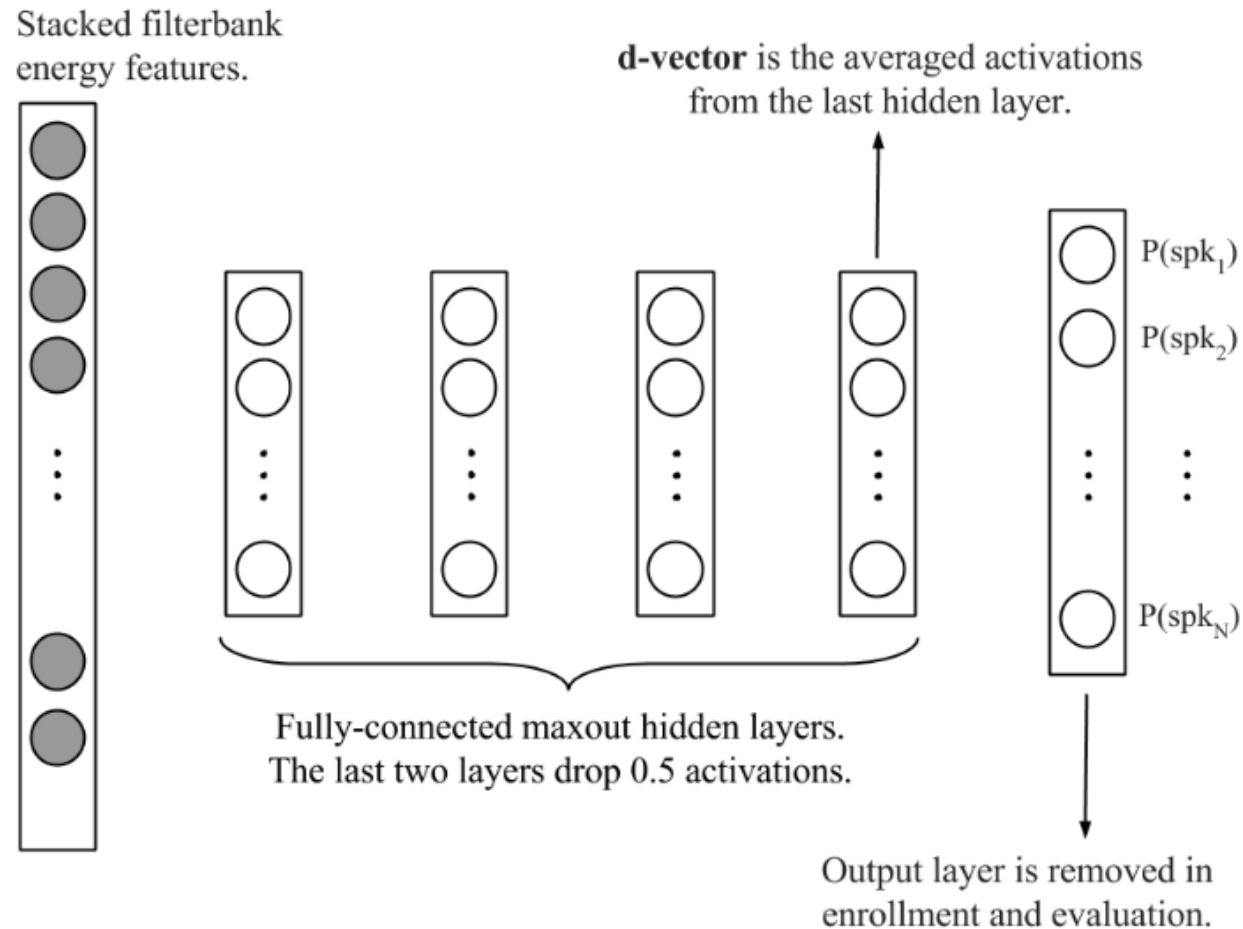 Stacked filterbank
energy features.
d-vector is the averaged activations
from the last hidden layer.
P(spk₁)
P(spk₂)
P(spk_N)
Fully-connected maxout hidden layers.
The last two layers drop 0.5 activations.
Output layer is removed in
enrollment and evaluation.